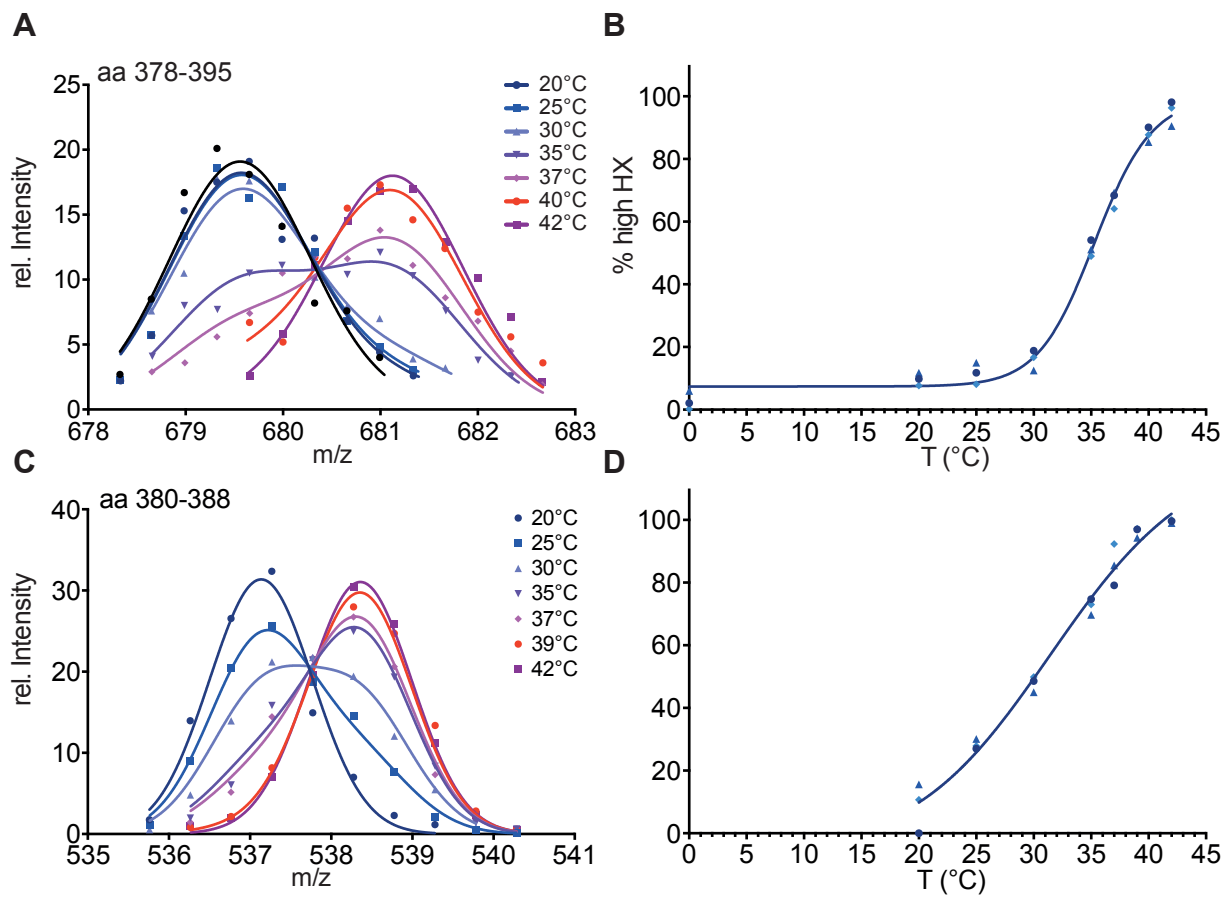 A
aa 378-395
rel. Intensity
25
20
15
10
5
0
678 679 680 681 682 683
m/z
20°C
25°C
30°C
35°C
37°C
40°C
42°C
B
% high HX
100
80
60
40
20
0
0 5 10 15 20 25 30 35 40 45
T (°C)
C
aa 380-388
rel. Intensity
40
30
20
10
0
535 536 537 538 539 540 541
m/z
20°C
25°C
30°C
35°C
37°C
39°C
42°C
D
100
80
60
40
20
0
0 5 10 15 20 25 30 35 40 45
T (°C)